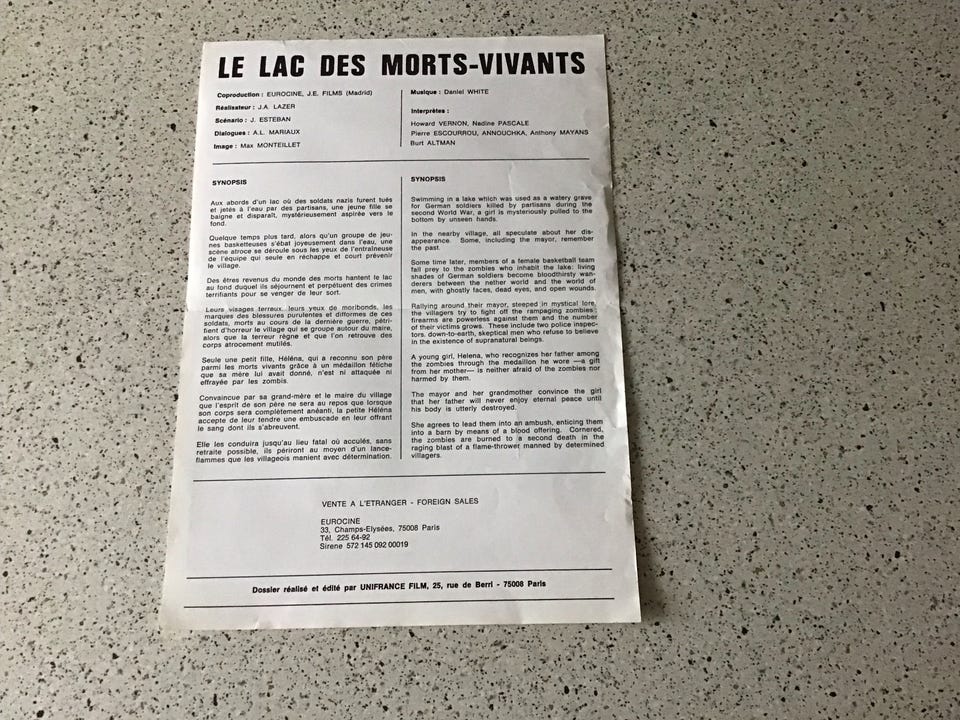 LE LAC DES MORTS-VIVANTS
Coproduction : EUROCINE, J.E. FILMS (Madrid)
Réalisateur : J.A. LAZER
Scénario : J. ESTEBAN
Dialogues : A.L. MARIAUX
Image : Max MONTEILLET
Musique : Daniel WHITE
Interprètes :
Howard VERNON, Nadine PASCALE
Pierre ESCOURROU, ANNOUCHKA, Anthony MAYANS
Burt ALTMAN
SYNOPSIS
Aux abords d'un lac où des soldats nazis furent tués
et jetés à l'eau par des partisans, une jeune fille se
baigne et disparaît, mystérieusement aspirée vers le
fond.
Quelque temps plus tard, alors qu'un groupe de jeu-
nes basketteuses s'ébat joyeusement dans l'eau, une
scène atroce se déroule sous les yeux de l'entraîneuse
de l'équipe qui seule en réchappe et court prévenir
le village.
Des êtres revenus du monde des morts hantent le lac
au fond duquel ils séjournent et perpétuent des crimes
terrifiants pour se venger de leur sort.
Leurs visages terreux, leurs yeux de moribonds, les
marques des blessures purulentes et difformes de ces
soldats, morts au cours de la dernière guerre, pétri-
fient d'horreur le village qui se groupe autour du maire,
alors que la terreur règne et que l'on retrouve des
corps atrocement mutilés.
Seule une petit fille, Héléna, qui a reconnu son père
parmi les morts vivants grâce à un médaillon fétiche
que sa mère lui avait donné, n'est ni attaquée ni
effrayée par les zombis.
Convaincue par sa grand-mère et le maire du village
que l'esprit de son père ne sera au repos que lorsque
son corps sera complètement anéanti, la petite Héléna
accepte de leur tendre une embuscade en leur offrant
le sang dont ils s'abreuvent.
Elle les conduira jusqu'au lieu fatal où acculés, sans
retraite possible, ils périront au moyen d'un lance-
flammes que les villageois manient avec détermination.
SYNOPSIS
Swimming in a lake which was used as a watery grave
for German soldiers killed by partisans during the
second World War, a girl is mysteriously pulled to the
bottom by unseen hands.
In the nearby village, all speculate about her dis-
appearance. Some, including the mayor, remember
the past.
Some time later, members of a female basketball team
fall prey to the zombies who inhabit the lake: living
shades of German soldiers become bloodthirsty wan-
derers between the nether world and the world of
men, with ghostly faces, dead eyes, and open wounds.
Rallying around their mayor, steeped in mystical lore,
the villagers try to fight off the rampaging zombies :
firearms are powerless against them and the number
of their victims grows. These include two police inspec-
tors, down-to-earth, skeptical men who refuse to believe
in the existence of supranatural beings.
A young girl, Helena, who recognizes her father among
the zombies through the medaillon he wore —a gift
from her mother— is neither afraid of the zombies nor
harmed by them.
The mayor and her grandmother convince the girl
that her father will never enjoy eternal peace until
his body is utterly destroyed.
She agrees to lead them into an ambush, enticing them
into a barn by means of a blood offering. Cornered,
the zombies are burned to a second death in the
raging blast of a flame-thrower manned by determined
villagers.
VENTE A L'ETRANGER - FOREIGN SALES
EUROCINE
33, Champs-Elysées, 75008 Paris
Tél. 225 64-92
Sirene 572 145 092 00019
Dossier réalisé et édité par UNIFRANCE FILM, 25, rue de Berri - 75008 Paris